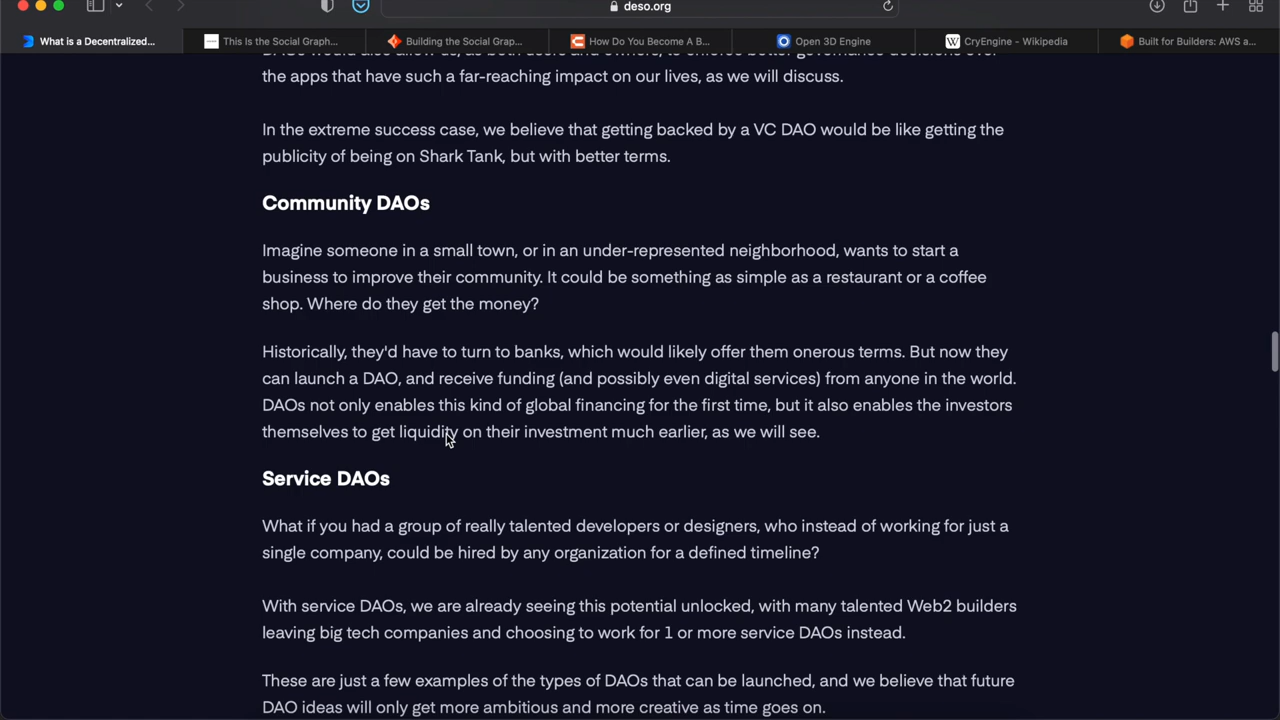 deso.org
What is a Decentralized...
This Is the Social Graph...
Building the Social Grap...
How Do You Become A B...
Open 3D Engine
CryEngine - Wikipedia
Built for Builders: AWS a...
the apps that have such a far-reaching impact on our lives, as we will discuss.
In the extreme success case, we believe that getting backed by a VC DAO would be like getting the
publicity of being on Shark Tank, but with better terms.
Community DAOs
Imagine someone in a small town, or in an under-represented neighborhood, wants to start a
business to improve their community. It could be something as simple as a restaurant or a coffee
shop. Where do they get the money?
Historically, they'd have to turn to banks, which would likely offer them onerous terms. But now they
can launch a DAO, and receive funding (and possibly even digital services) from anyone in the world.
DAOs not only enables this kind of global financing for the first time, but it also enables the investors
themselves to get liquidity on their investment much earlier, as we will see.
Service DAOs
What if you had a group of really talented developers or designers, who instead of working for just a
single company, could be hired by any organization for a defined timeline?
With service DAOs, we are already seeing this potential unlocked, with many talented Web2 builders
leaving big tech companies and choosing to work for 1 or more service DAOs instead.
These are just a few examples of the types of DAOs that can be launched, and we believe that future
DAO ideas will only get more ambitious and more creative as time goes on.